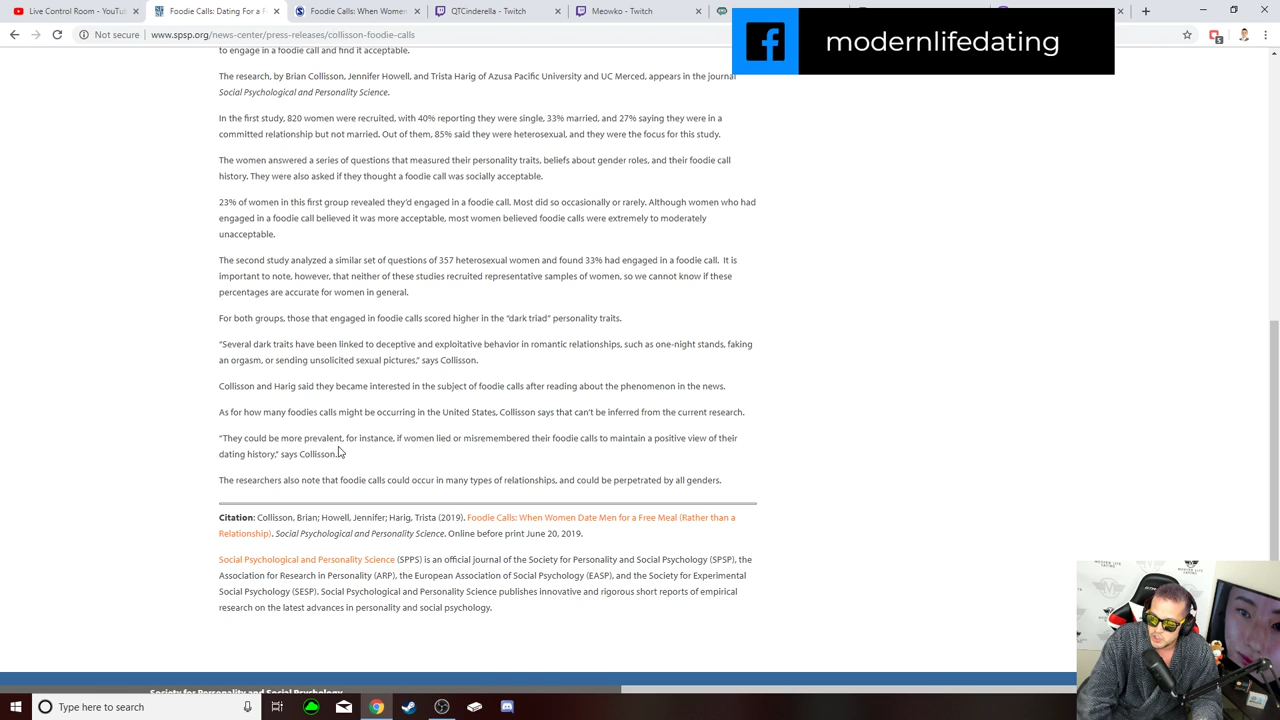 Live Control Room - YouTube
YouTube
Foodie Calls: When Women
QTCinderella - Twitch
Meowko - Twitch
Not secure
www.spsp.org/news-center/press-releases/collisson-foodie-calls
modernlifedating
to engage in a foodie call and find it acceptable.
The research, by Brian Collisson, Jennifer Howell, and Trista Harig of Azusa Pacific University and UC Merced, appears in the journal
Social Psychological and Personality Science.
In the first study, 820 women were recruited, with 40% reporting they were single, 33% married, and 27% saying they were in a
committed relationship but not married. Out of them, 85% said they were heterosexual, and they were the focus for this study.
The women answered a series of questions that measured their personality traits, beliefs about gender roles, and their foodie call
history. They were also asked if they thought a foodie call was socially acceptable.
23% of women in this first group revealed they'd engaged in a foodie call. Most did so occasionally or rarely. Although women who had
engaged in a foodie call believed it was more acceptable, most women believed foodie calls were extremely to moderately
unacceptable.
The second study analyzed a similar set of questions of 357 heterosexual women and found 33% had engaged in a foodie call. It is
important to note, however, that neither of these studies recruited representative samples of women, so we cannot know if these
percentages are accurate for women in general.
For both groups, those that engaged in foodie calls scored higher in the “dark triad” personality traits.
“Several dark traits have been linked to deceptive and exploitative behavior in romantic relationships, such as one-night stands, faking
an orgasm, or sending unsolicited sexual pictures,” says Collisson.
Collisson and Harig said they became interested in the subject of foodie calls after reading about the phenomenon in the news.
As for how many foodies calls might be occurring in the United States, Collisson says that can't be inferred from the current research.
“They could be more prevalent, for instance, if women lied or misremembered their foodie calls to maintain a positive view of their
dating history,” says Collisson.
The researchers also note that foodie calls could occur in many types of relationships, and could be perpetrated by all genders.
Citation: Collisson, Brian; Howell, Jennifer; Harig, Trista (2019). Foodie Calls: When Women Date Men for a Free Meal (Rather than a
Relationship). Social Psychological and Personality Science. Online before print June 20, 2019.
Social Psychological and Personality Science (SPPS) is an official journal of the Society for Personality and Social Psychology (SPSP), the
Association for Research in Personality (ARP), the European Association of Social Psychology (EASP), and the Society for Experimental
Social Psychology (SESP). Social Psychological and Personality Science publishes innovative and rigorous short reports of empirical
research on the latest advances in personality and social psychology.
Society for Personality and Social Psychology
Type here to search